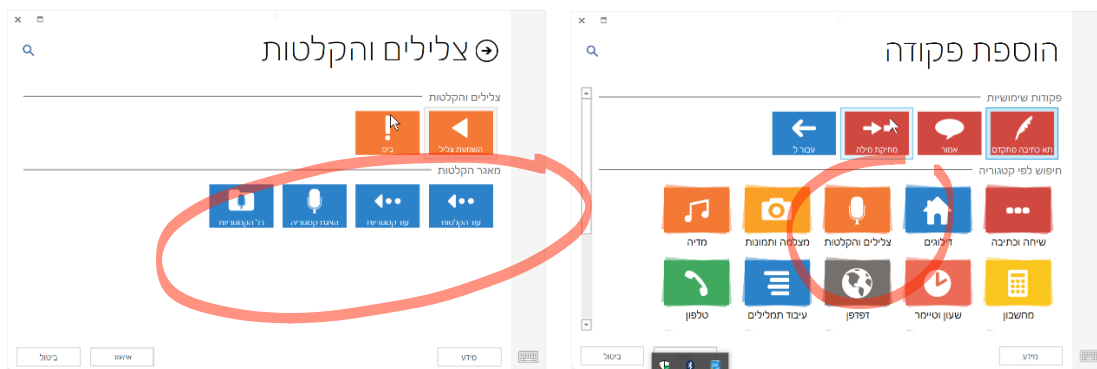 הוספת פקודה
פקודות שימושיות
תא כתיבה מתקדם
אמור
מחיקת מילה
עבור ל
חיפוש לפי קטגוריה
שיחה וכתיבה
דילוגים
צלילים והקלטות
מצלמה ותמונות
מדיה
מחשבון
שעון וטיימר
דפדפן
עיבוד תמלילים
טלפון
מידע
ביטול
צלילים והקלטות
צלילים והקלטות
השמעת צליל
ביפ
מאגר הקלטות
עוד הקלטות
עוד קטגוריות
הצגת קטגוריה
כל הקטגוריות
מידע
אישור
ביטול